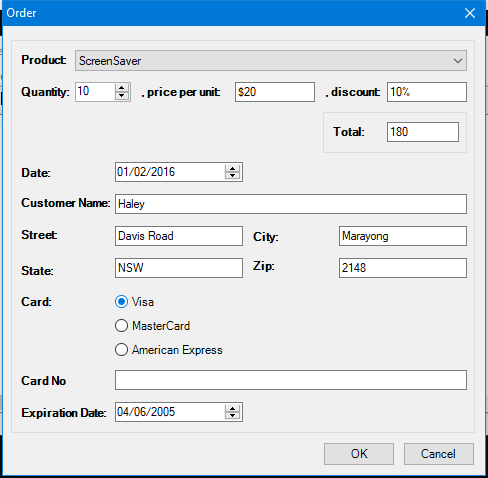 Order
Product: ScreenSaver
Quantity: 10 , price per unit: $20 , discount: 10%
Total: 180
Date: 01/02/2016
Customer Name: Haley
Street: Davis Road City: Marayong
State: NSW Zip: 2148
Card: Visa
MasterCard
American Express
Card No
Expiration Date: 04/06/2005
OK Cancel